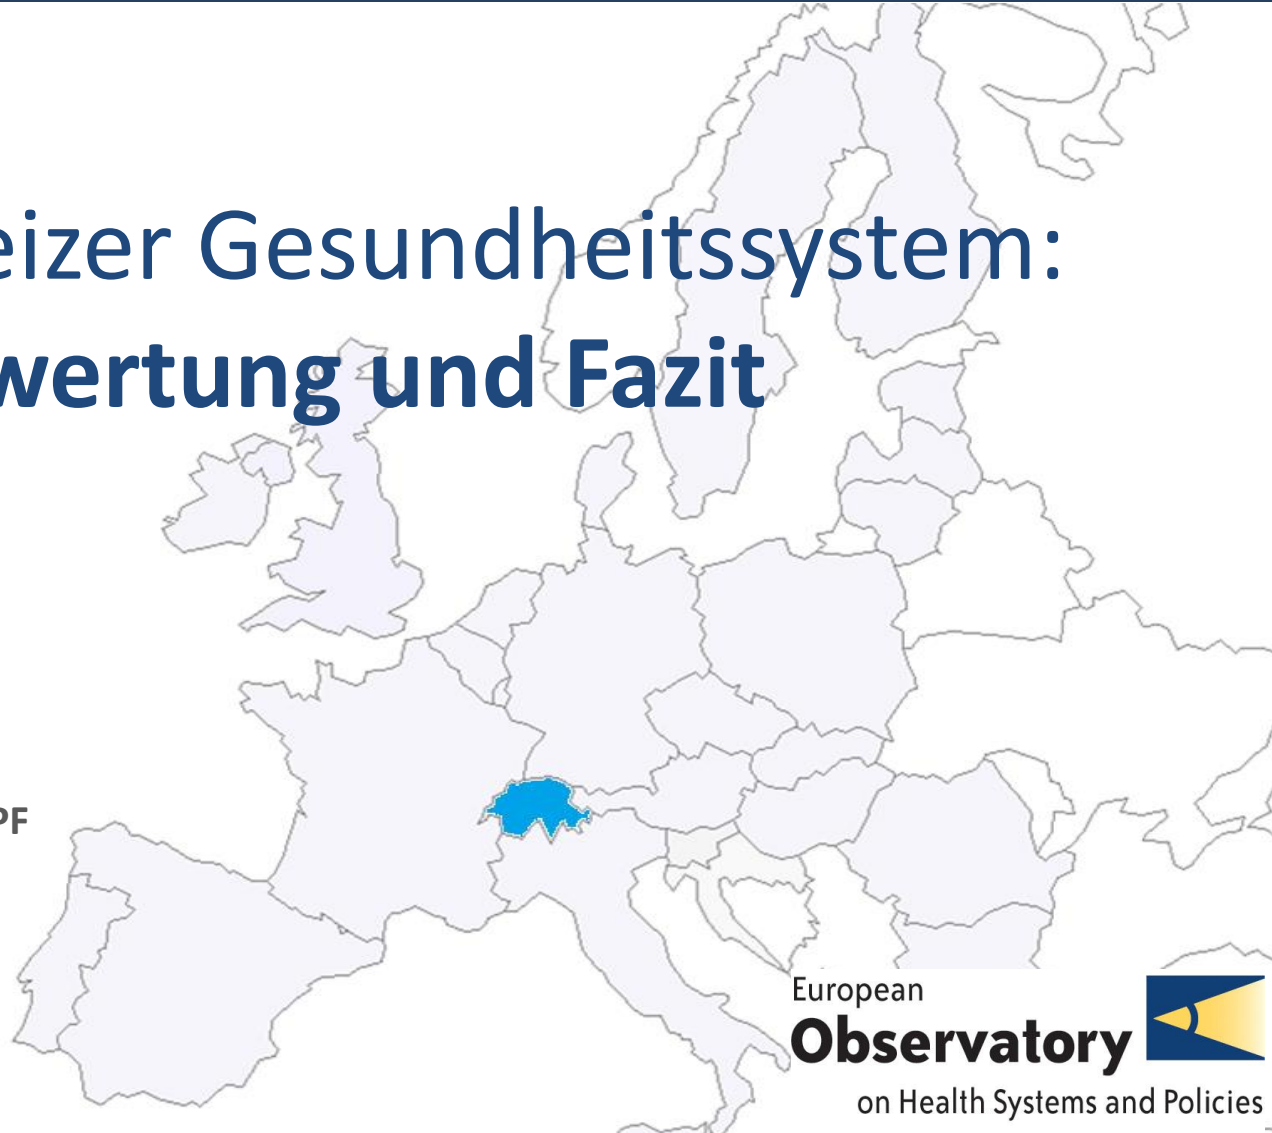 eizer Gesundheitssystem:
wertung und Fazit
PF
European
Observatory
on Health Systems and Policies